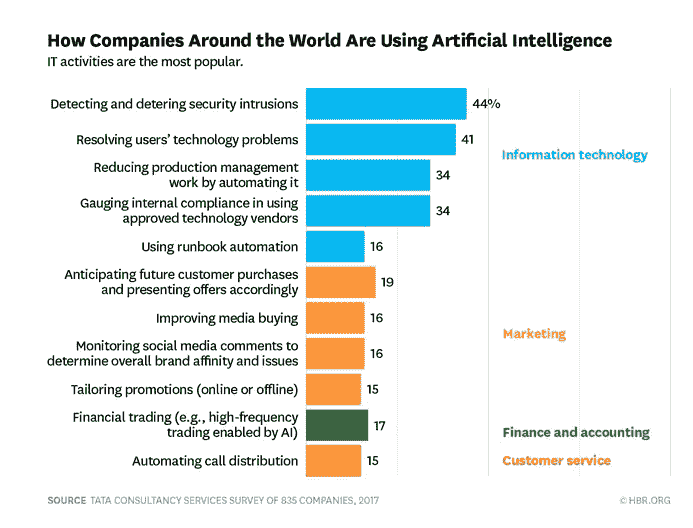 How Companies Around the World Are Using Artificial Intelligence
IT activities are the most popular.
Detecting and detering security intrusions 44%
Resolving users' technology problems 41
Reducing production management
work by automating it 34
Gauging internal compliance in using
approved technology vendors 34
Using runbook automation 16
Information technology
Anticipating future customer purchases
and presenting offers accordingly 19
Improving media buying 16
Monitoring social media comments to
determine overall brand affinity and issues 16
Tailoring promotions (online or offline) 15
Marketing
Financial trading (e.g., high-frequency
trading enabled by AI) 17
Finance and accounting
Automating call distribution 15
Customer service
SOURCE TATA CONSULTANCY SERVICES SURVEY OF 835 COMPANIES, 2017
© HBR.ORG